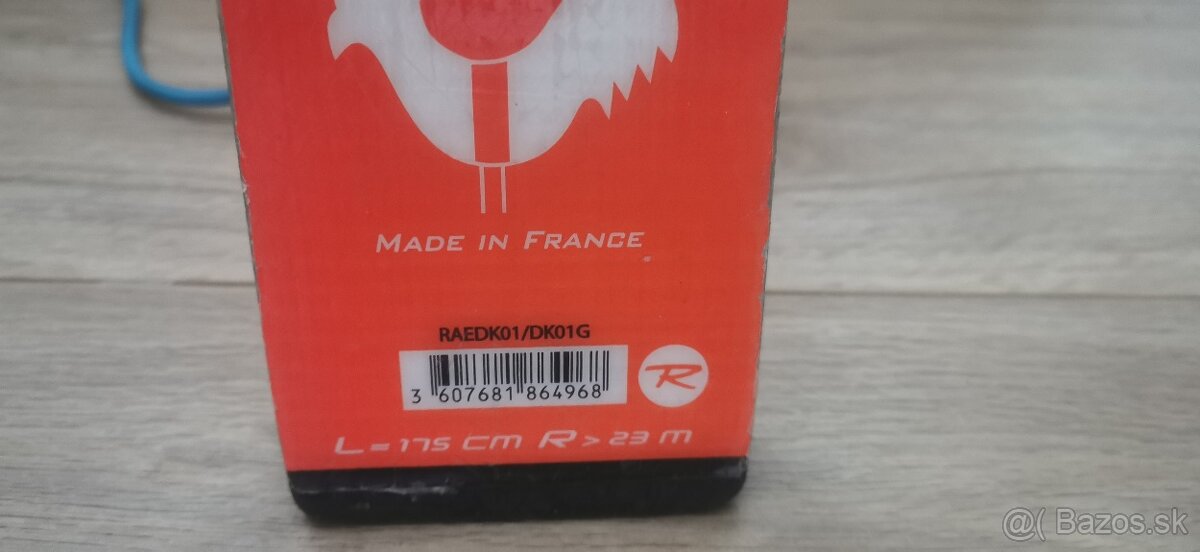 MADE IN FRANCE
RAEDK01/DK01G
3 607681 864968
R
L = 175 cm R > 23 m
@( Bazos.sk